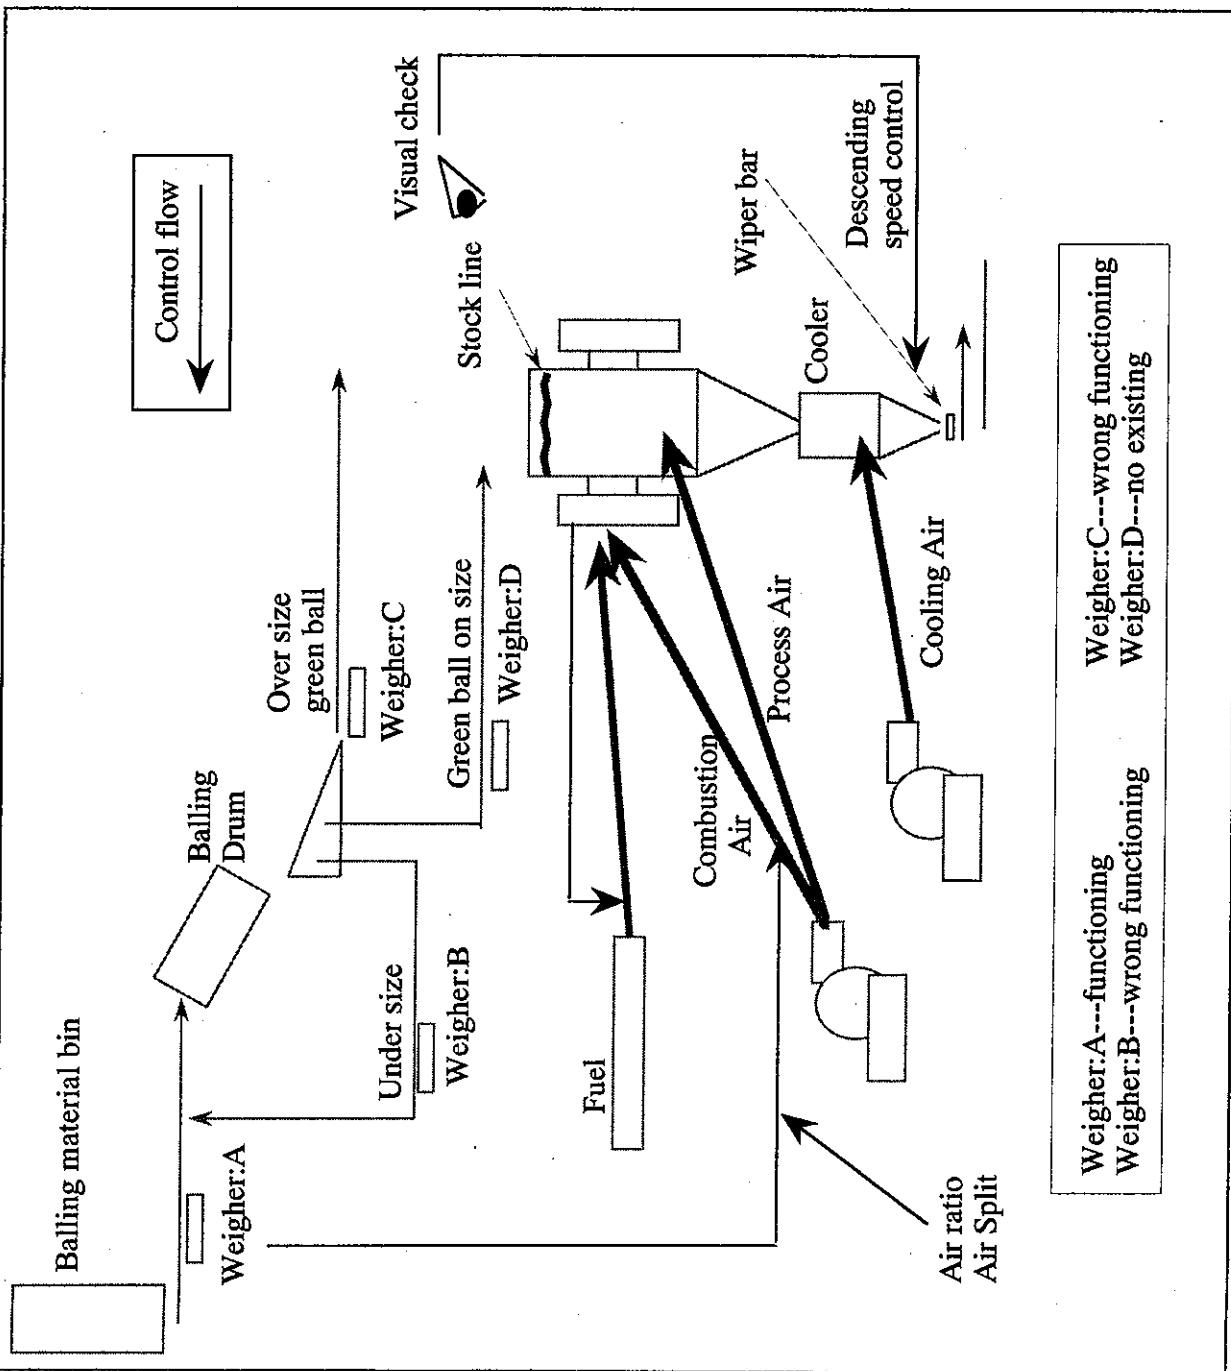 Balling material bin
Weigher:A
Balling
Drum
Under size
Weigher:B
Over size
green ball
Weigher:C
Green ball on size
Weigher:D
Control flow
Visual check
Stock line
Fuel
Combustion
Air
Process Air
Cooling Air
Cooler
Wiper bar
Descending
speed control
Air ratio
Air Split
Weigher:A---functioning
Weigher:B---wrong functioning
Weigher:C---wrong functioning
Weigher:D---no existing